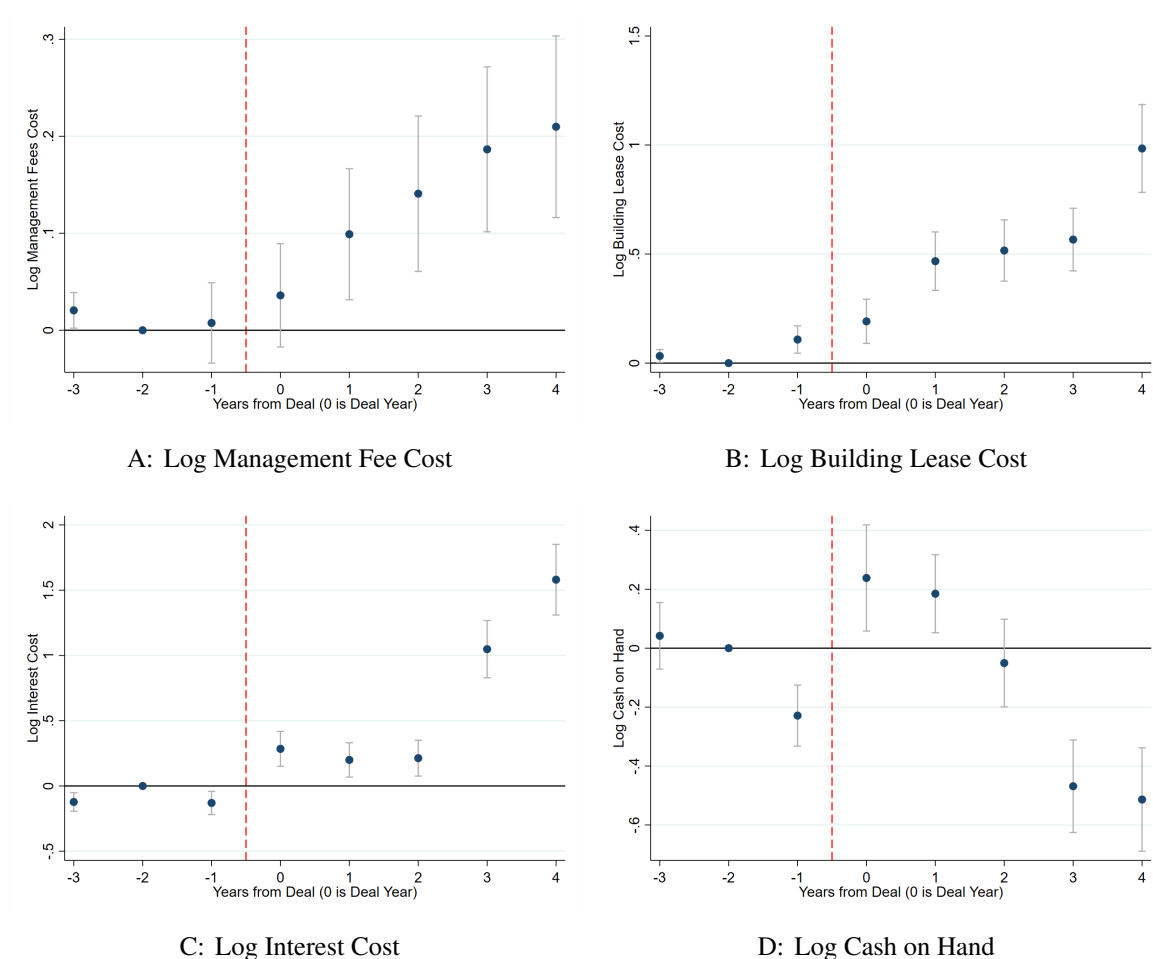 Log Management Fees Cost
.3
.2
.1
0
-3 -2 -1 0 1 2 3 4
Years from Deal (0 is Deal Year)
A: Log Management Fee Cost
Log Building Lease Cost
1.5
1
.5
0
-3 -2 -1 0 1 2 3 4
Years from Deal (0 is Deal Year)
B: Log Building Lease Cost
Log Interest Cost
2
1.5
1
.5
0
-.5
-3 -2 -1 0 1 2 3 4
Years from Deal (0 is Deal Year)
C: Log Interest Cost
Log Cash on Hand
.4
.2
0
-.2
-.4
-.6
-3 -2 -1 0 1 2 3 4
Years from Deal (0 is Deal Year)
D: Log Cash on Hand